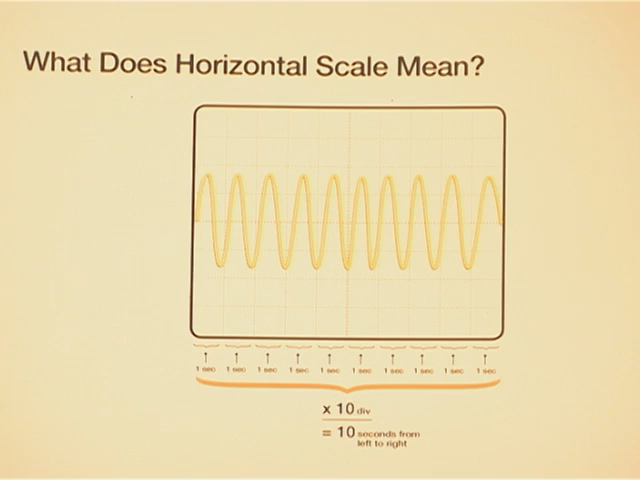 What Does Horizontal Scale Mean?
1 sec 1 sec 1 sec 1 sec 1 sec 1 sec 1 sec 1 sec 1 sec 1 sec
x 10 div
= 10 seconds from
left to right